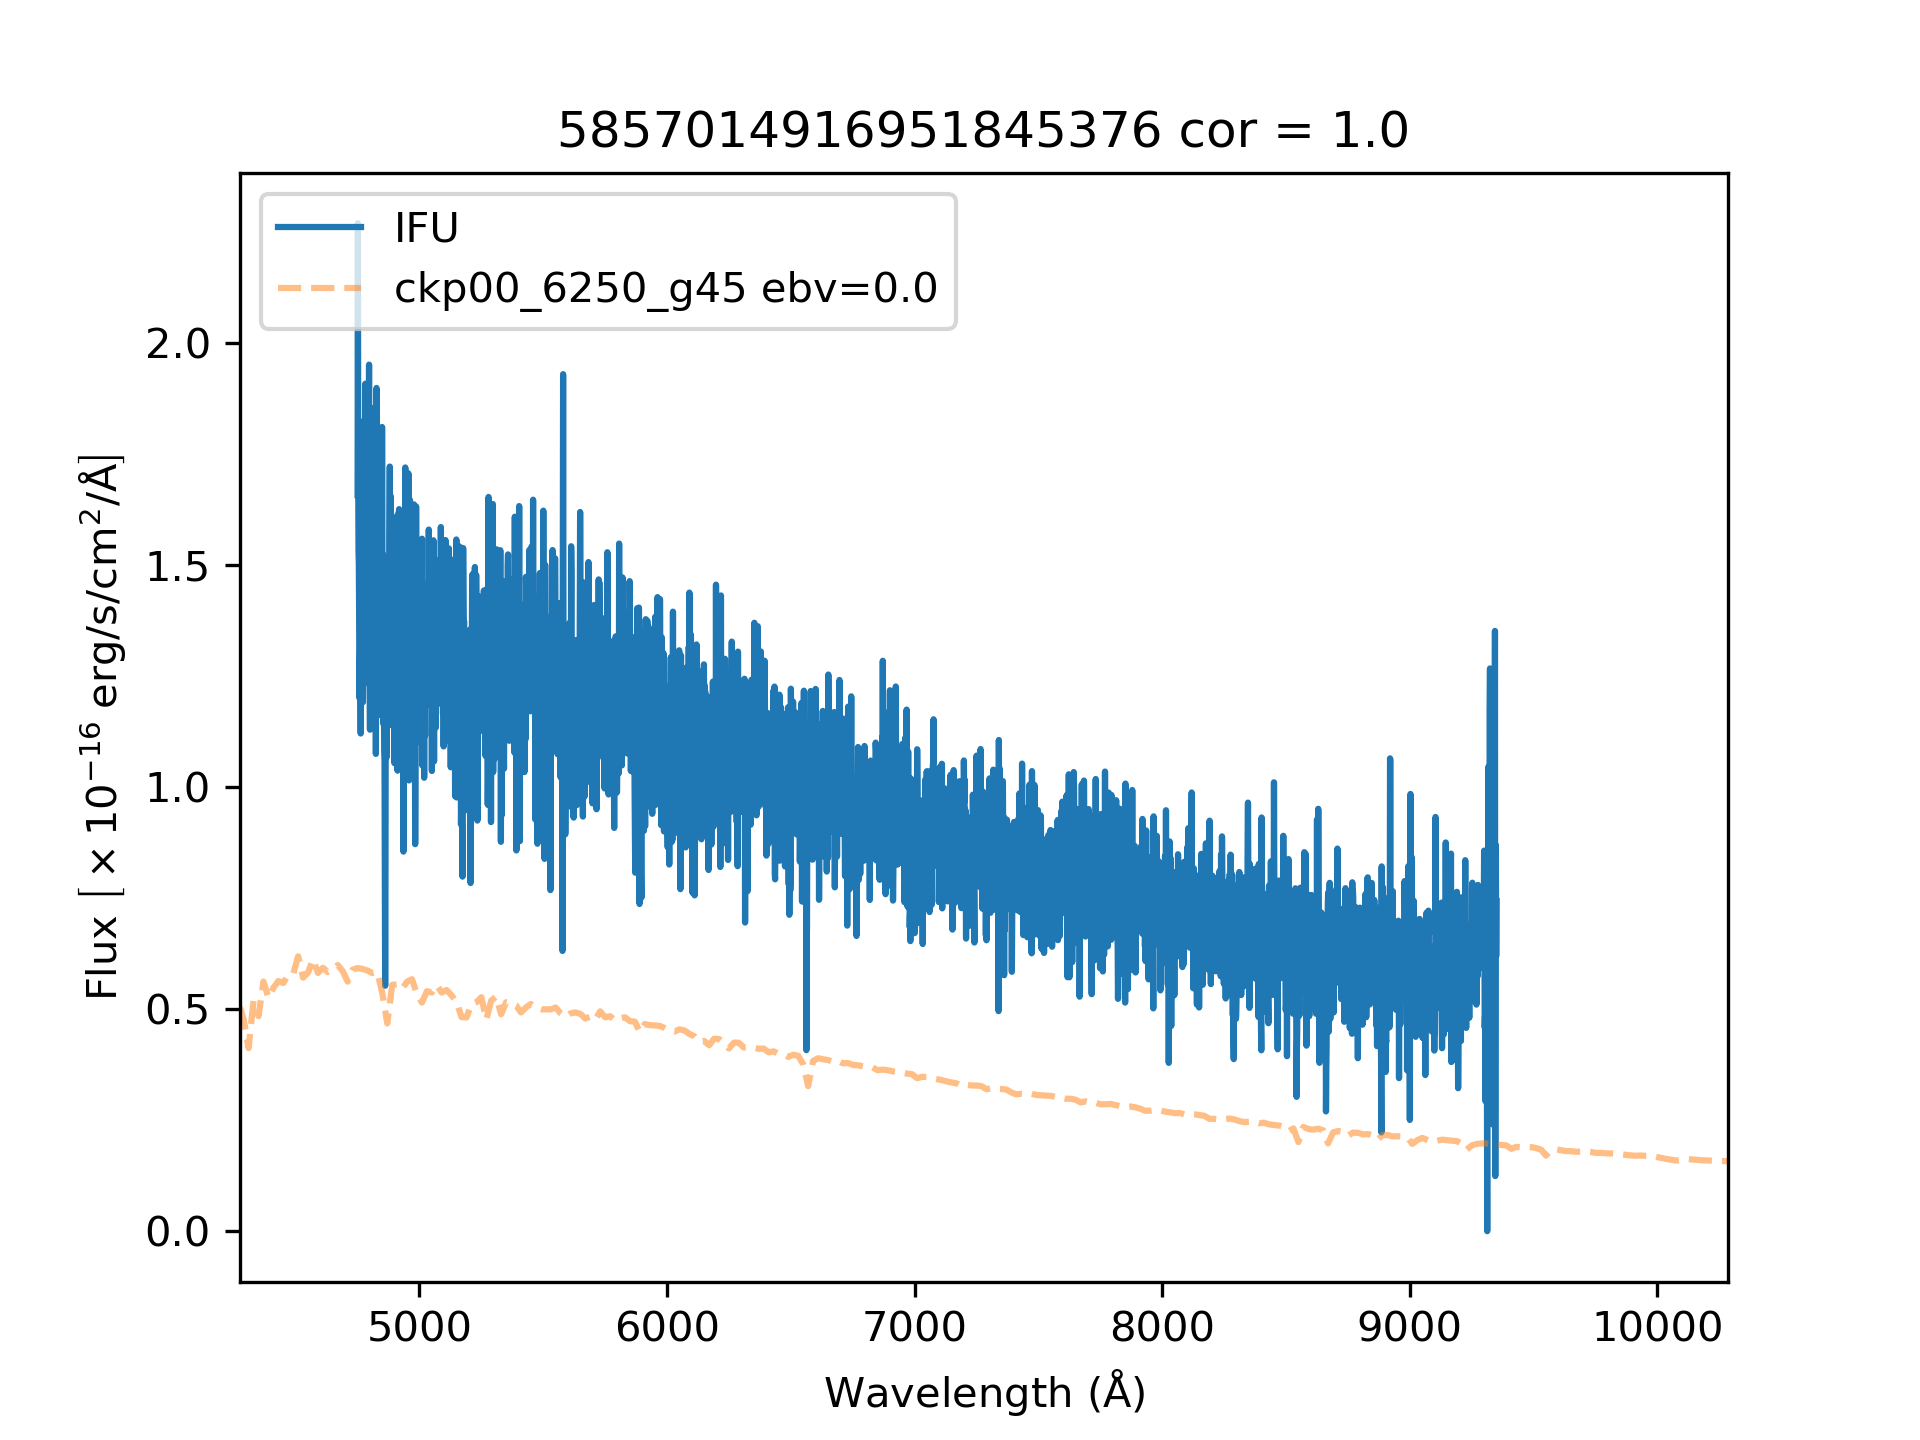 5857014916951845376 cor = 1.0
IFU
ckp00_6250_g45 ebv=0.0
Flux [×10⁻¹⁶ erg/s/cm²/Å]
2.0
1.5
1.0
0.5
0.0
5000 6000 7000 8000 9000 10000
Wavelength (Å)